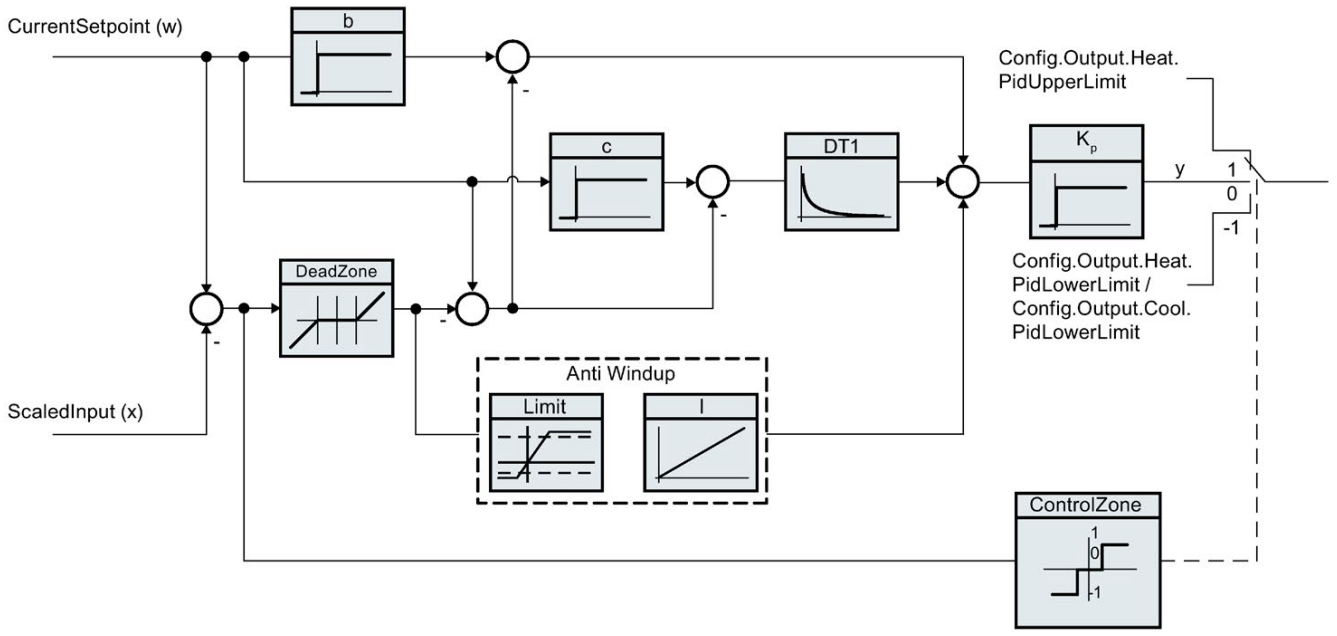 CurrentSetpoint (w)
b
-
Config.Output.Heat.
PidUpperLimit
c
-
DT1
Kp
y
1
0
-1
Config.Output.Heat.
PidLowerLimit /
Config.Output.Cool.
PidLowerLimit
DeadZone
-
-
Anti Windup
Limit
I
ScaledInput (x)
ControlZone
1
0
-1